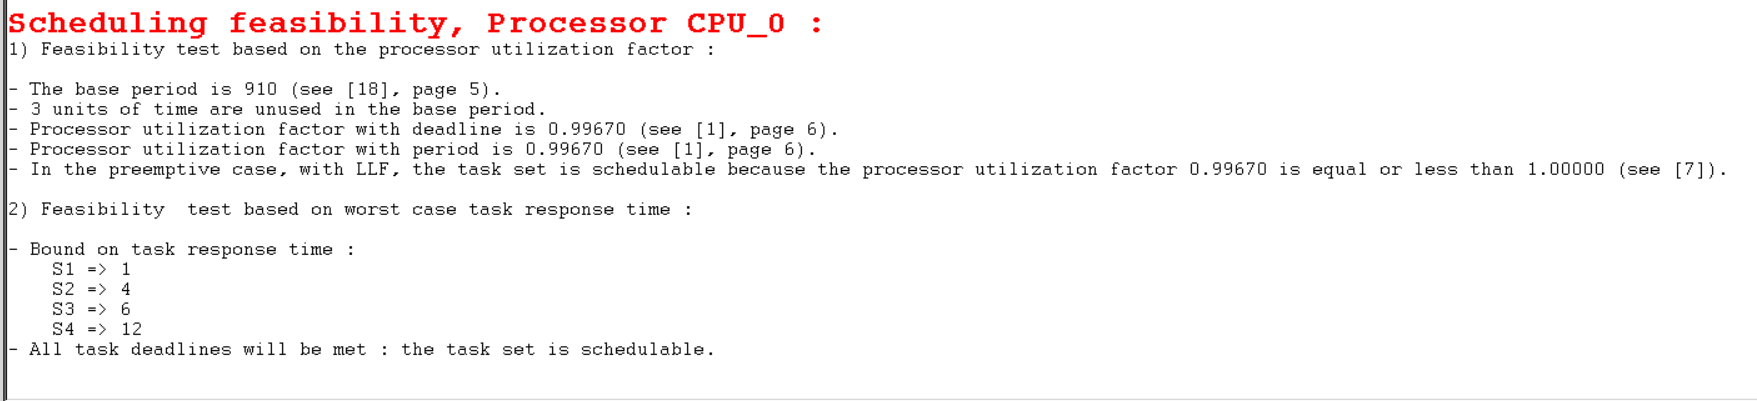 Scheduling feasibility, Processor CPU_0 :
1) Feasibility test based on the processor utilization factor :
- The base period is 910 (see [18], page 5).
- 3 units of time are unused in the base period.
- Processor utilization factor with deadline is 0.99670 (see [1], page 6).
- Processor utilization factor with period is 0.99670 (see [1], page 6).
- In the preemptive case, with LLF, the task set is schedulable because the processor utilization factor 0.99670 is equal or less than 1.00000 (see [7]).
2) Feasibility  test based on worst case task response time :
- Bound on task response time :
S1 => 1
S2 => 4
S3 => 6
S4 => 12
- All task deadlines will be met : the task set is schedulable.